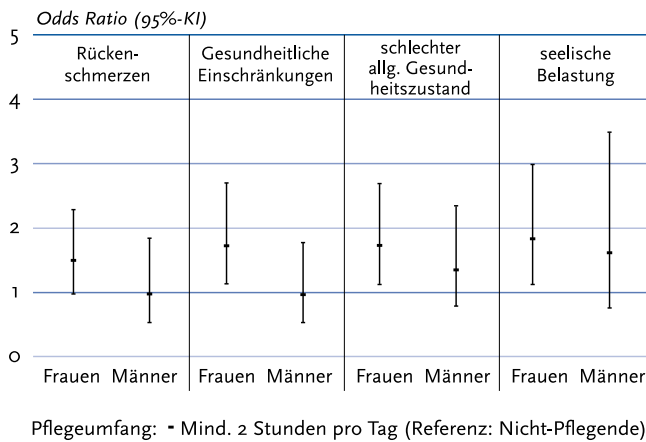 Odds Ratio (95%-KI)
5
Rücken-
schmerzen
Gesundheitliche
Einschränkungen
schlechter
allg. Gesund-
heitszustand
seelische
Belastung
4
3
2
1
0
Frauen Männer Frauen Männer Frauen Männer Frauen Männer
Pflegeumfang: - Mind. 2 Stunden pro Tag (Referenz: Nicht-Pflegende)